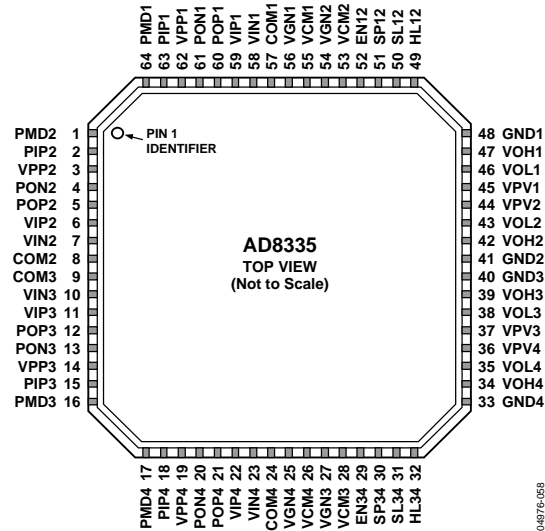 64 PMD1
63 PIP1
62 VPP1
61 PON1
60 POP1
59 VIP1
58 VIN1
57 COM1
56 VGN1
55 VCM1
54 VGN2
53 VCM2
52 EN12
51 SP12
50 SL12
49 HL12
PMD2 1
PIP2 2
VPP2 3
PON2 4
POP2 5
VIP2 6
VIN2 7
COM2 8
COM3 9
VIN3 10
VIP3 11
POP3 12
PON3 13
VPP3 14
PIP3 15
PMD3 16
PIN 1
IDENTIFIER
AD8335
TOP VIEW
(Not to Scale)
48 GND1
47 VOH1
46 VOL1
45 VPV1
44 VPV2
43 VOL2
42 VOH2
41 GND2
40 GND3
39 VOH3
38 VOL3
37 VPV3
36 VPV4
35 VOL4
34 VOH4
33 GND4
PMD4 17
PIP4 18
VPP4 19
PON4 20
POP4 21
VIP4 22
VIN4 23
COM4 24
VGN4 25
VCM4 26
VGN3 27
VCM3 28
EN34 29
SP34 30
SL34 31
HL34 32
04976-058